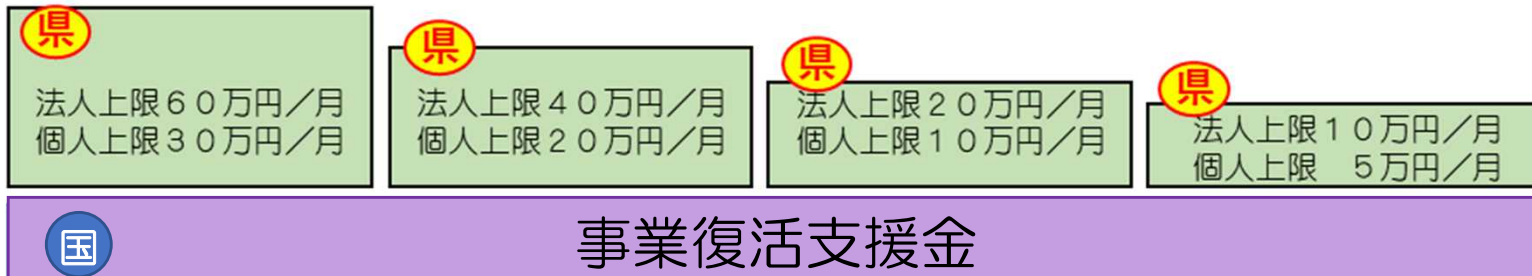 県
法人上限６０万円／月
個人上限３０万円／月
県
法人上限４０万円／月
個人上限２０万円／月
県
法人上限２０万円／月
個人上限１０万円／月
県
法人上限１０万円／月
個人上限　５万円／月
国
事業復活支援金